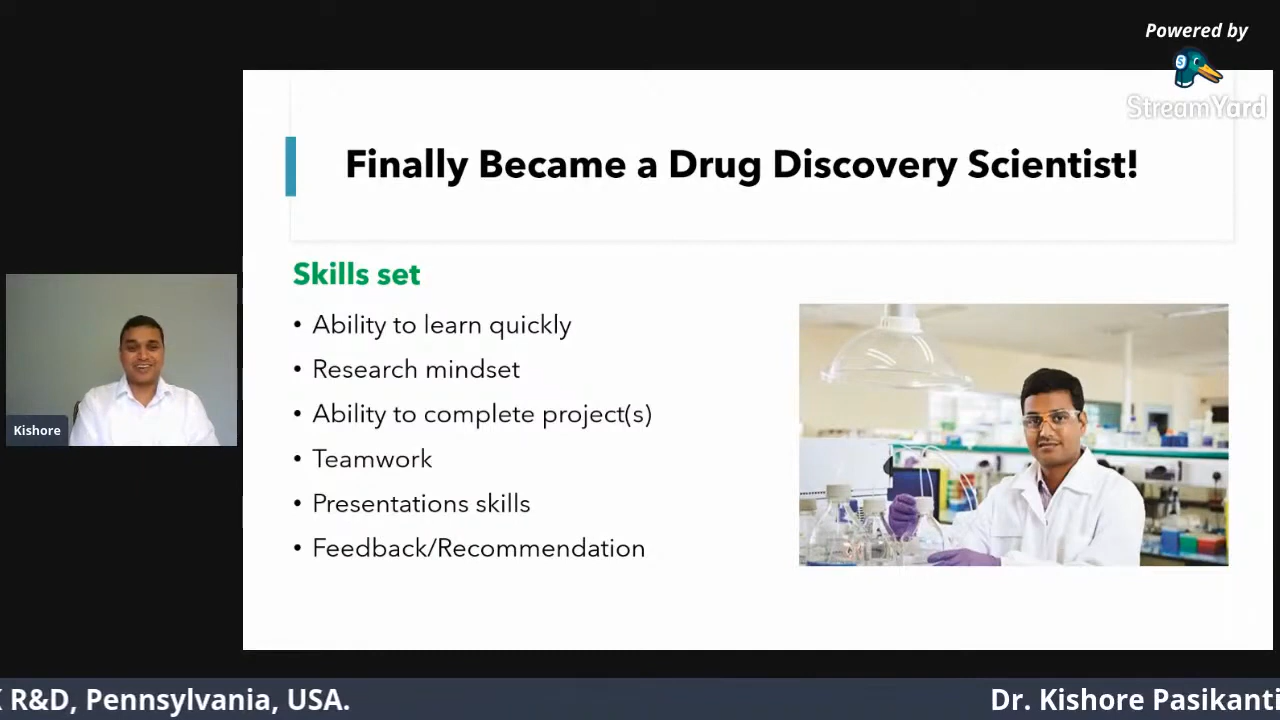 Powered by
StreamYard
Finally Became a Drug Discovery Scientist!
Skills set
• Ability to learn quickly
• Research mindset
• Ability to complete project(s)
• Teamwork
• Presentations skills
• Feedback/Recommendation
Kishore
R&D, Pennsylvania, USA.
Dr. Kishore Pasikanti